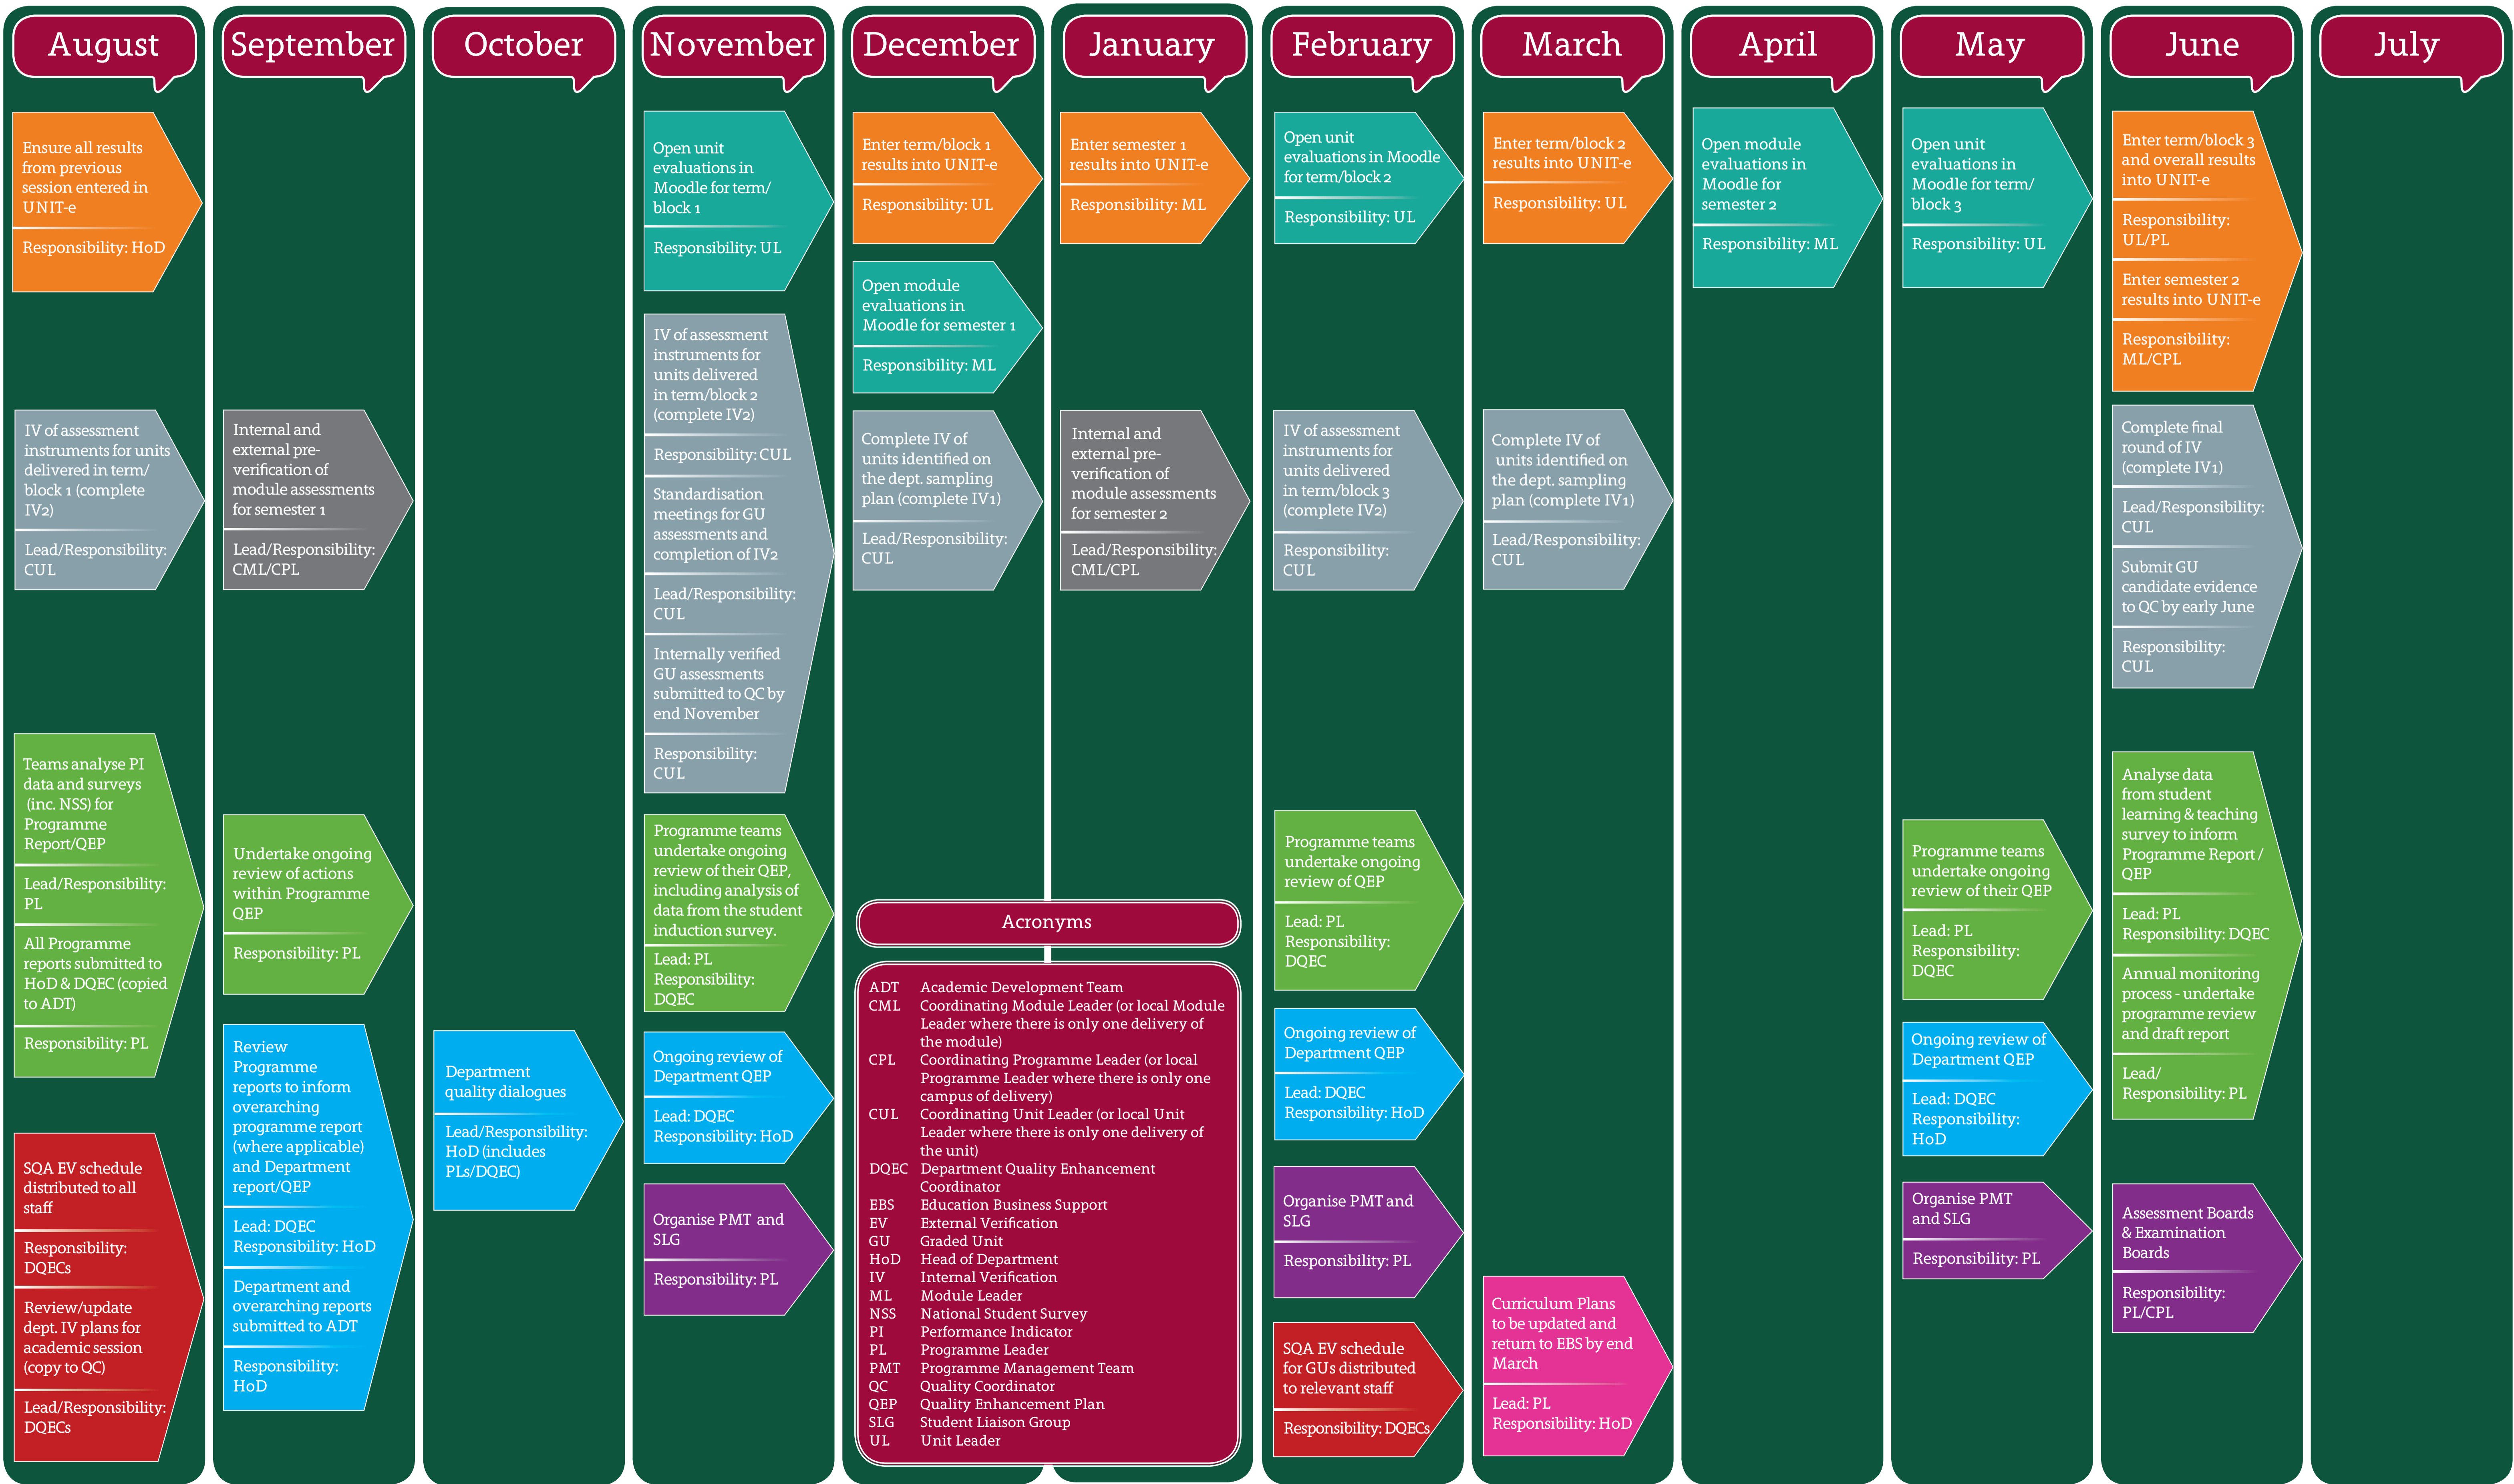 August
September
October
November
December
January
February
March
April
May
June
July
Ensure all results
from previous
session entered in
UNIT-e
Responsibility: HoD
IV of assessment
instruments for units
delivered in term/
block 1 (complete
IV2)
Lead/Responsibility:
CUL
Teams analyse PI
data and surveys
(inc. NSS) for
Programme
Report/QEP
Lead/Responsibility:
PL
All Programme
reports submitted to
HoD & DQEC (copied
to ADT)
Responsibility: PL
SQA EV schedule
distributed to all
staff
Responsibility:
DQECs
Review/update
dept. IV plans for
academic session
(copy to QC)
Lead/Responsibility:
DQECs
Internal and
external pre-
verification of
module assessments
for semester 1
Lead/Responsibility:
CML/CPL
Undertake ongoing
review of actions
within Programme
QEP
Responsibility: PL
Review
Programme
reports to inform
overarching
programme report
(where applicable)
and Department
report/QEP
Lead: DQEC
Responsibility: HoD
Department and
overarching reports
submitted to ADT
Responsibility:
HoD
Department
quality dialogues
Lead/Responsibility:
HoD (includes
PLs/DQEC)
Open unit
evaluations in
Moodle for term/
block 1
Responsibility: UL
IV of assessment
instruments for
units delivered
in term/block 2
(complete IV2)
Responsibility: CUL
Standardisation
meetings for GU
assessments and
completion of IV2
Lead/Responsibility:
CUL
Internally verified
GU assessments
submitted to QC by
end November
Responsibility:
CUL
Programme teams
undertake ongoing
review of their QEP,
including analysis of
data from the student
induction survey.
Lead: PL
Responsibility:
DQEC
Ongoing review of
Department QEP
Lead: DQEC
Responsibility: HoD
Organise PMT and
SLG
Responsibility: PL
Enter term/block 1
results into UNIT-e
Responsibility: UL
Open module
evaluations in
Moodle for semester 1
Responsibility: ML
Complete IV of
units identified on
the dept. sampling
plan (complete IV1)
Lead/Responsibility:
CUL
Enter semester 1
results into UNIT-e
Responsibility: ML
Internal and
external pre-
verification of
module assessments
for semester 2
Lead/Responsibility:
CML/CPL
Acronyms
ADT Academic Development Team
CML Coordinating Module Leader (or local Module
Leader where there is only one delivery of
the module)
CPL Coordinating Programme Leader (or local
Programme Leader where there is only one
campus of delivery)
CUL Coordinating Unit Leader (or local Unit
Leader where there is only one delivery of
the unit)
DQEC Department Quality Enhancement
Coordinator
EBS Education Business Support
EV External Verification
GU Graded Unit
HoD Head of Department
IV Internal Verification
ML Module Leader
NSS National Student Survey
PI Performance Indicator
PL Programme Leader
PMT Programme Management Team
QC Quality Coordinator
QEP Quality Enhancement Plan
SLG Student Liaison Group
UL Unit Leader
Open unit
evaluations in Moodle
for term/block 2
Responsibility: UL
IV of assessment
instruments for
units delivered
in term/block 3
(complete IV2)
Responsibility:
CUL
Programme teams
undertake ongoing
review of QEP
Lead: PL
Responsibility:
DQEC
Ongoing review of
Department QEP
Lead: DQEC
Responsibility: HoD
Organise PMT and
SLG
Responsibility: PL
SQA EV schedule
for GUs distributed
to relevant staff
Responsibility: DQECs
Enter term/block 2
results into UNIT-e
Responsibility: UL
Complete IV of
units identified on
the dept. sampling
plan (complete IV1)
Lead/Responsibility:
CUL
Curriculum Plans
to be updated and
return to EBS by end
March
Lead: PL
Responsibility: HoD
Open module
evaluations in
Moodle for
semester 2
Responsibility: ML
Open unit
evaluations in
Moodle for term/
block 3
Responsibility: UL
Programme teams
undertake ongoing
review of their QEP
Lead: PL
Responsibility:
DQEC
Ongoing review of
Department QEP
Lead: DQEC
Responsibility:
HoD
Organise PMT
and SLG
Responsibility: PL
Enter term/block 3
and overall results
into UNIT-e
Responsibility:
UL/PL
Enter semester 2
results into UNIT-e
Responsibility:
ML/CPL
Complete final
round of IV
(complete IV1)
Lead/Responsibility:
CUL
Submit GU
candidate evidence
to QC by early June
Responsibility:
CUL
Analyse data
from student
learning & teaching
survey to inform
Programme Report /
QEP
Lead: PL
Responsibility: DQEC
Annual monitoring
process - undertake
programme review
and draft report
Lead/
Responsibility: PL
Assessment Boards
& Examination
Boards
Responsibility:
PL/CPL